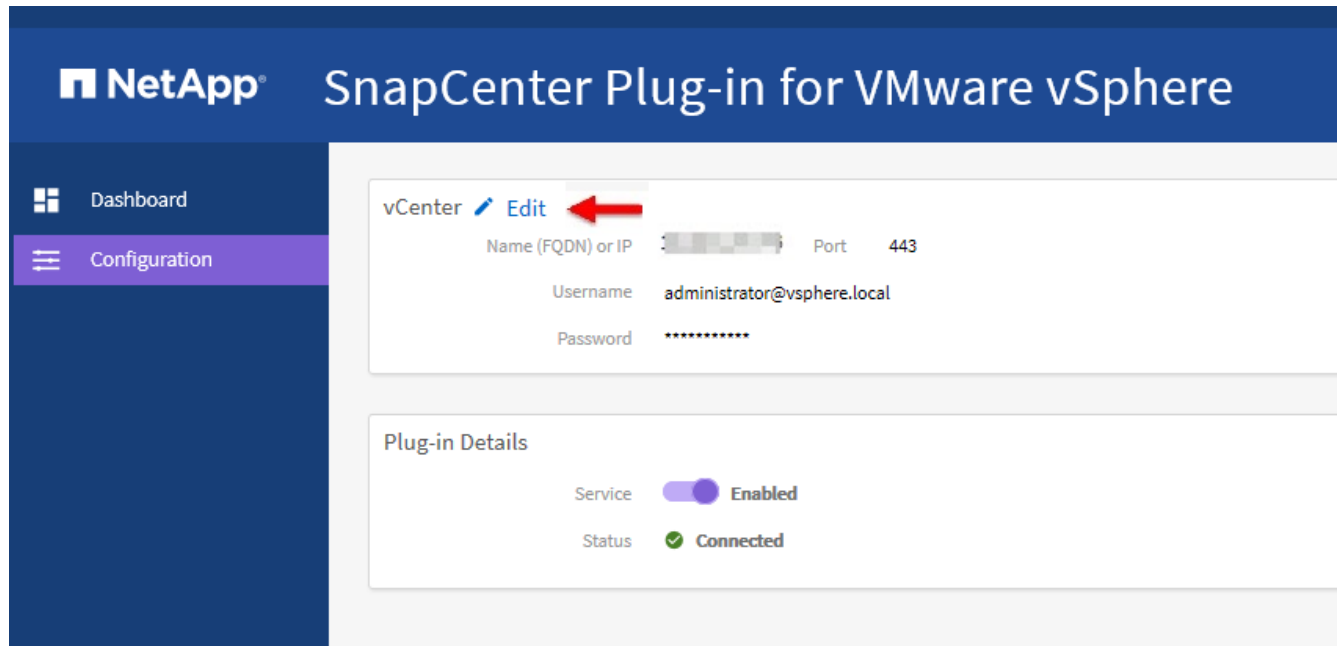 NetApp® SnapCenter Plug-in for VMware vSphere
Dashboard
Configuration
vCenter Edit
Name (FQDN) or IP Port 443
Username administrator@vsphere.local
Password ***********
Plug-in Details
Service Enabled
Status Connected